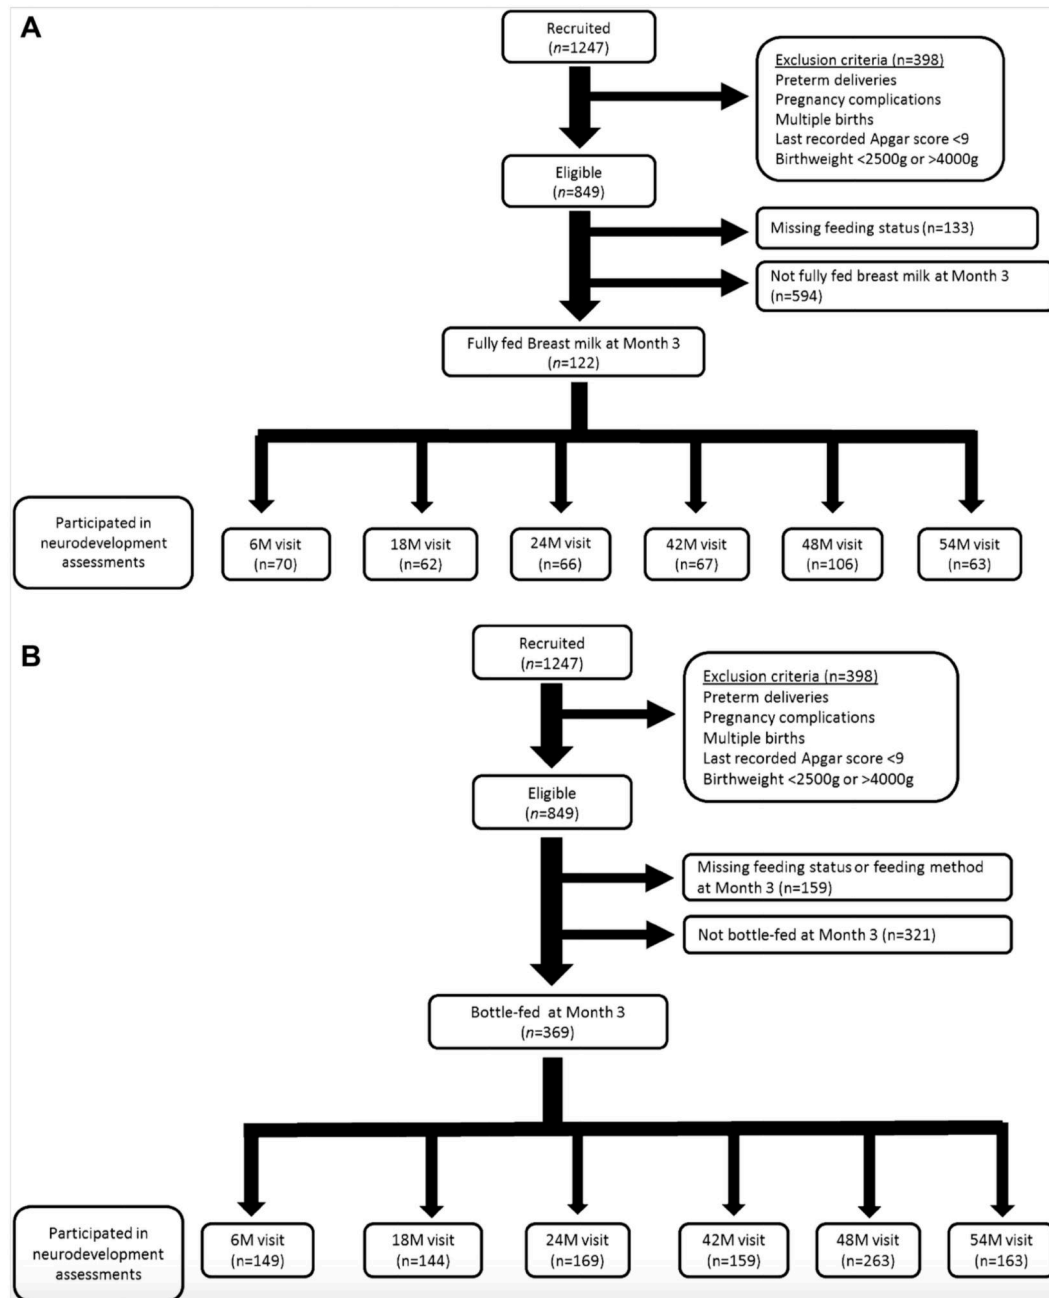 A
Recruited
(n=1247)
Exclusion criteria (n=398)
Preterm deliveries
Pregnancy complications
Multiple births
Last recorded Apgar score <9
Birthweight <2500g or >4000g
Eligible
(n=849)
Missing feeding status (n=133)
Not fully fed breast milk at Month 3
(n=594)
Fully fed Breast milk at Month 3
(n=122)
Participated in
neurodevelopment
assessments
6M visit
(n=70)
18M visit
(n=62)
24M visit
(n=66)
42M visit
(n=67)
48M visit
(n=106)
54M visit
(n=63)
B
Recruited
(n=1247)
Exclusion criteria (n=398)
Preterm deliveries
Pregnancy complications
Multiple births
Last recorded Apgar score <9
Birthweight <2500g or >4000g
Eligible
(n=849)
Missing feeding status or feeding method
at Month 3 (n=159)
Not bottle-fed at Month 3 (n=321)
Bottle-fed at Month 3
(n=369)
Participated in
neurodevelopment
assessments
6M visit
(n=149)
18M visit
(n=144)
24M visit
(n=169)
42M visit
(n=159)
48M visit
(n=263)
54M visit
(n=163)